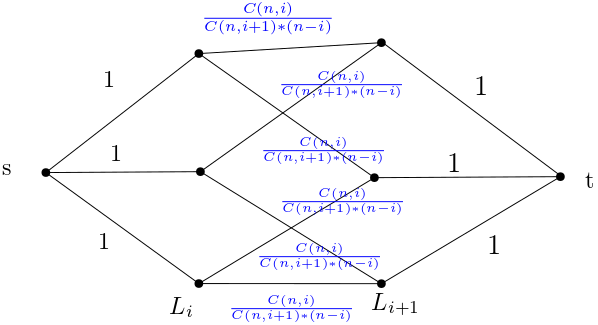 C(n,i)
C(n,i+1)*(n−i)
1
C(n,i)
C(n,i+1)*(n−i)
1
1
C(n,i)
C(n,i+1)*(n−i)
1
s
t
C(n,i)
C(n,i+1)*(n−i)
1
C(n,i)
C(n,i+1)*(n−i)
1
L_i
C(n,i)
C(n,i+1)*(n−i)
L_{i+1}